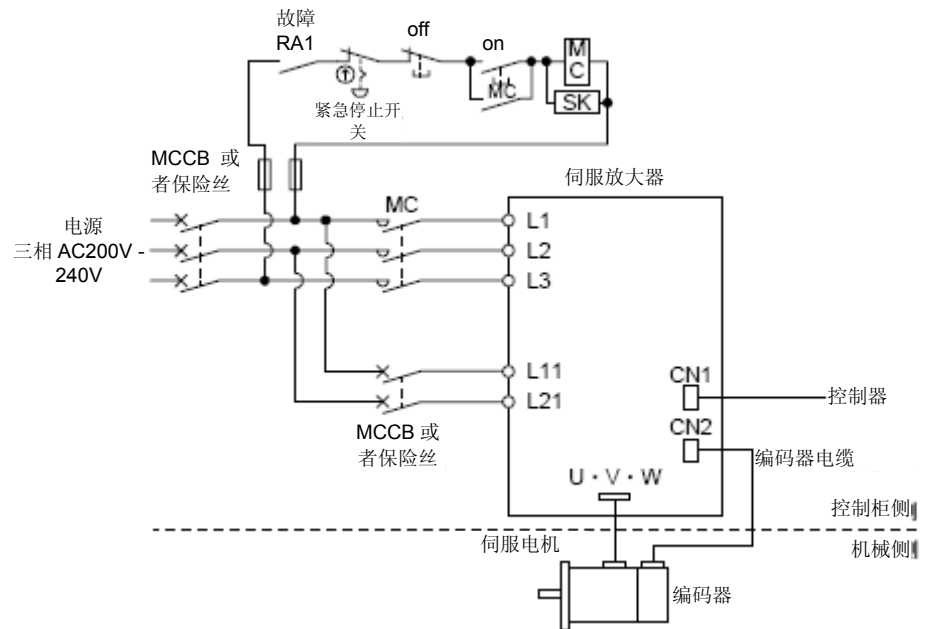 故障
RA1
off
on
M
C
MC
SK
紧急停止开
关
MCCB 或
者保险丝
伺服放大器
MC
电源
三相 AC200V -
240V
L1
L2
L3
L11
L21
CN1
控制器
CN2
MCCB 或
者保险丝
编码器电缆
U・V・W
控制柜侧
伺服电机
机械侧
编码器